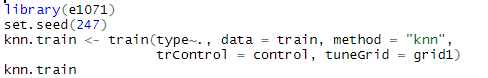 library(e1071)
set.seed(247)
knn.train <- train(type~., data = train, method = "knn",
trControl = control, tuneGrid = grid1)
knn.train